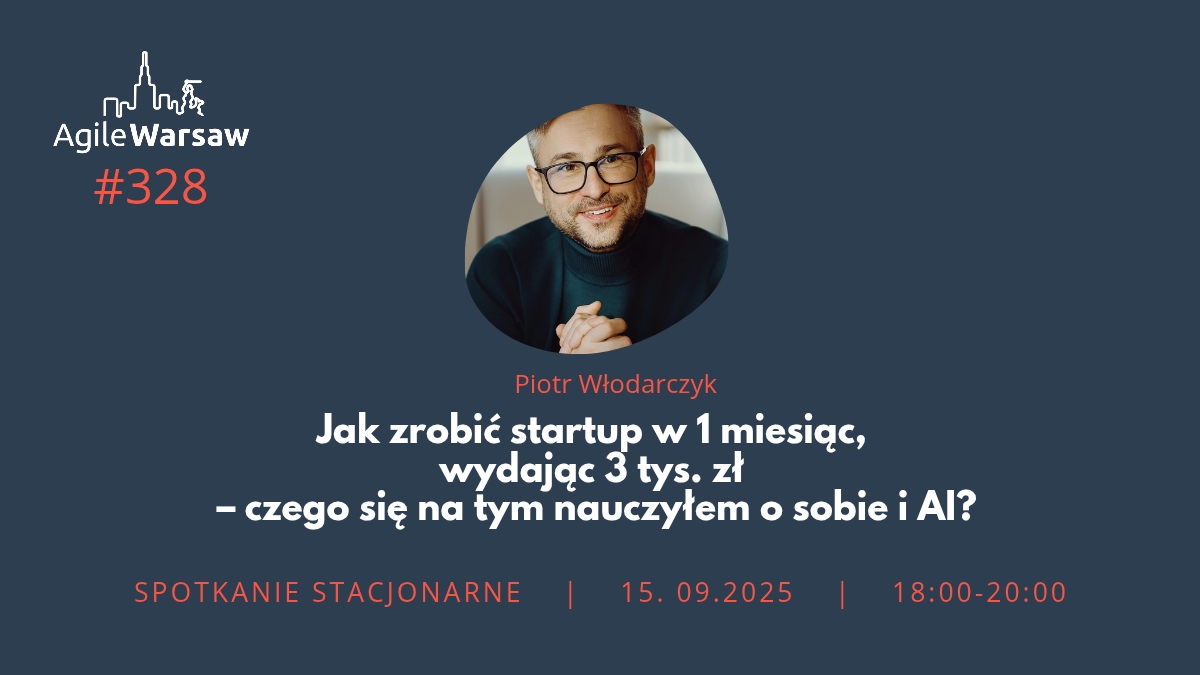 AgileWarsaw
#328
Piotr Włodarczyk
Jak zrobić startup w 1 miesiąc,
wydając 3 tys. zł
– czego się na tym nauczyłem o sobie i AI?
SPOTKANIE STACJONARNE | 15. 09.2025 | 18:00-20:00